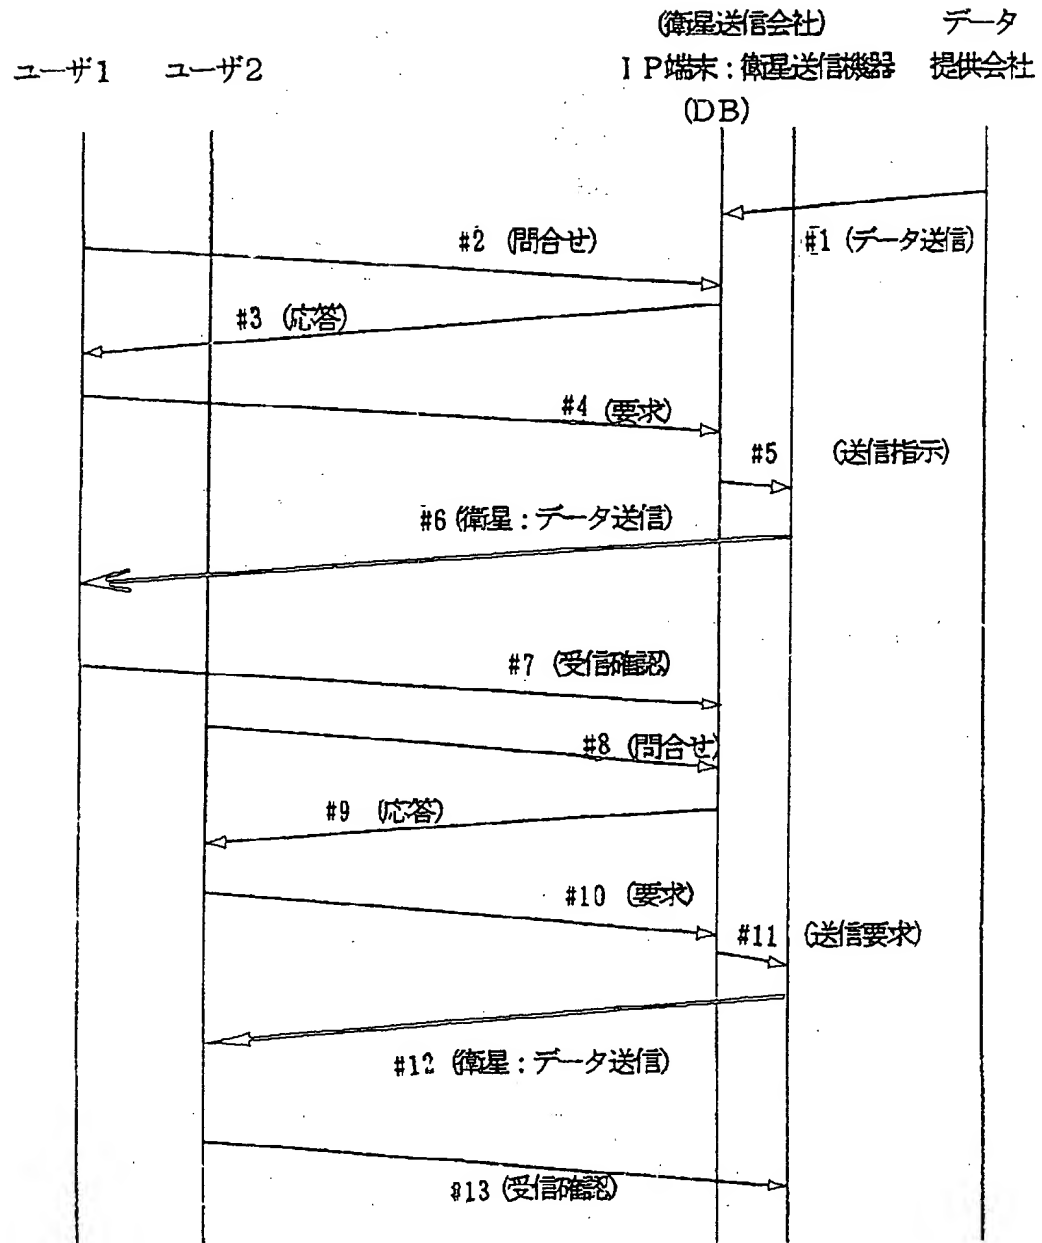 (衛星送信会社) データ
ユーザ1 ユーザ2 IP端末:衛星送信機器 提供会社
(DB)
#1 (データ送信)
#2 (問合せ)
#3 (応答)
#4 (要求)
#5 (送信指示)
#6 (衛星:データ送信)
#7 (受信確認)
#8 (問合せ)
#9 (応答)
#10 (要求)
#11 (送信要求)
#12 (衛星:データ送信)
#13 (受信確認)